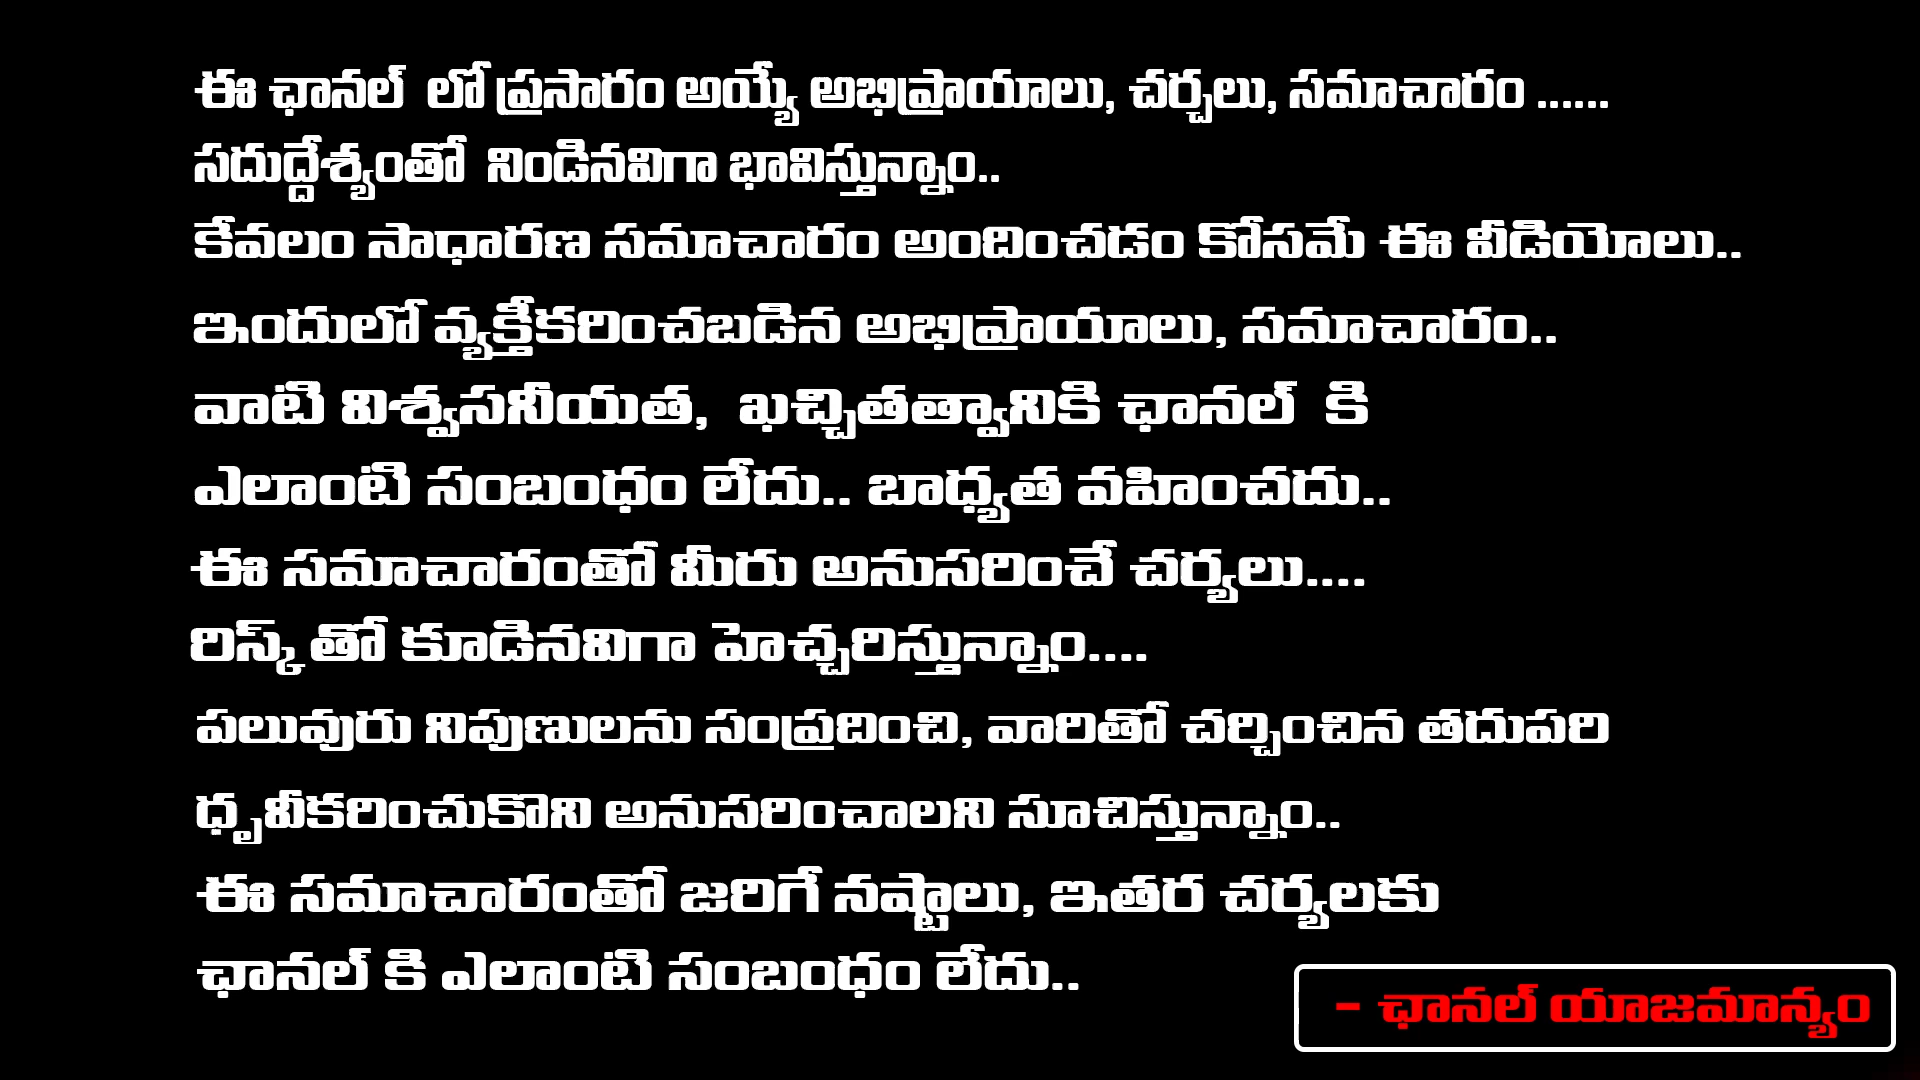 ఈ ఛానల్ లో ప్రసారం అయ్యే అభిప్రాయాలు, చర్చలు, సమాచారం ......
సదుద్దేశ్యంతో నిండినవిగా భావిస్తున్నాం..
కేవలం సాధారణ సమాచారం అందించడం కోసమే ఈ వీడియోలు..
ఇందులో వ్యక్తీకరించబడిన అభిప్రాయాలు, సమాచారం..
వాటి విశ్వసనీయత, ఖచ్చితత్వానికి ఛానల్ కి
ఎలాంటి సంబంధం లేదు.. బాధ్యత వహించదు..
ఈ సమాచారంతో మీరు అనుసరించే చర్యలు....
రిస్క్ తో కూడినవిగా హెచ్చరిస్తున్నాం....
పలువురు నిపుణులను సంప్రదించి, వారితో చర్చించిన తదుపరి
ధృవీకరించుకొని అనుసరించాలని సూచిస్తున్నాం..
ఈ సమాచారంతో జరిగే నష్టాలు, ఇతర చర్యలకు
ఛానల్ కి ఎలాంటి సంబంధం లేదు..
- ఛానల్ యాజమాన్యం